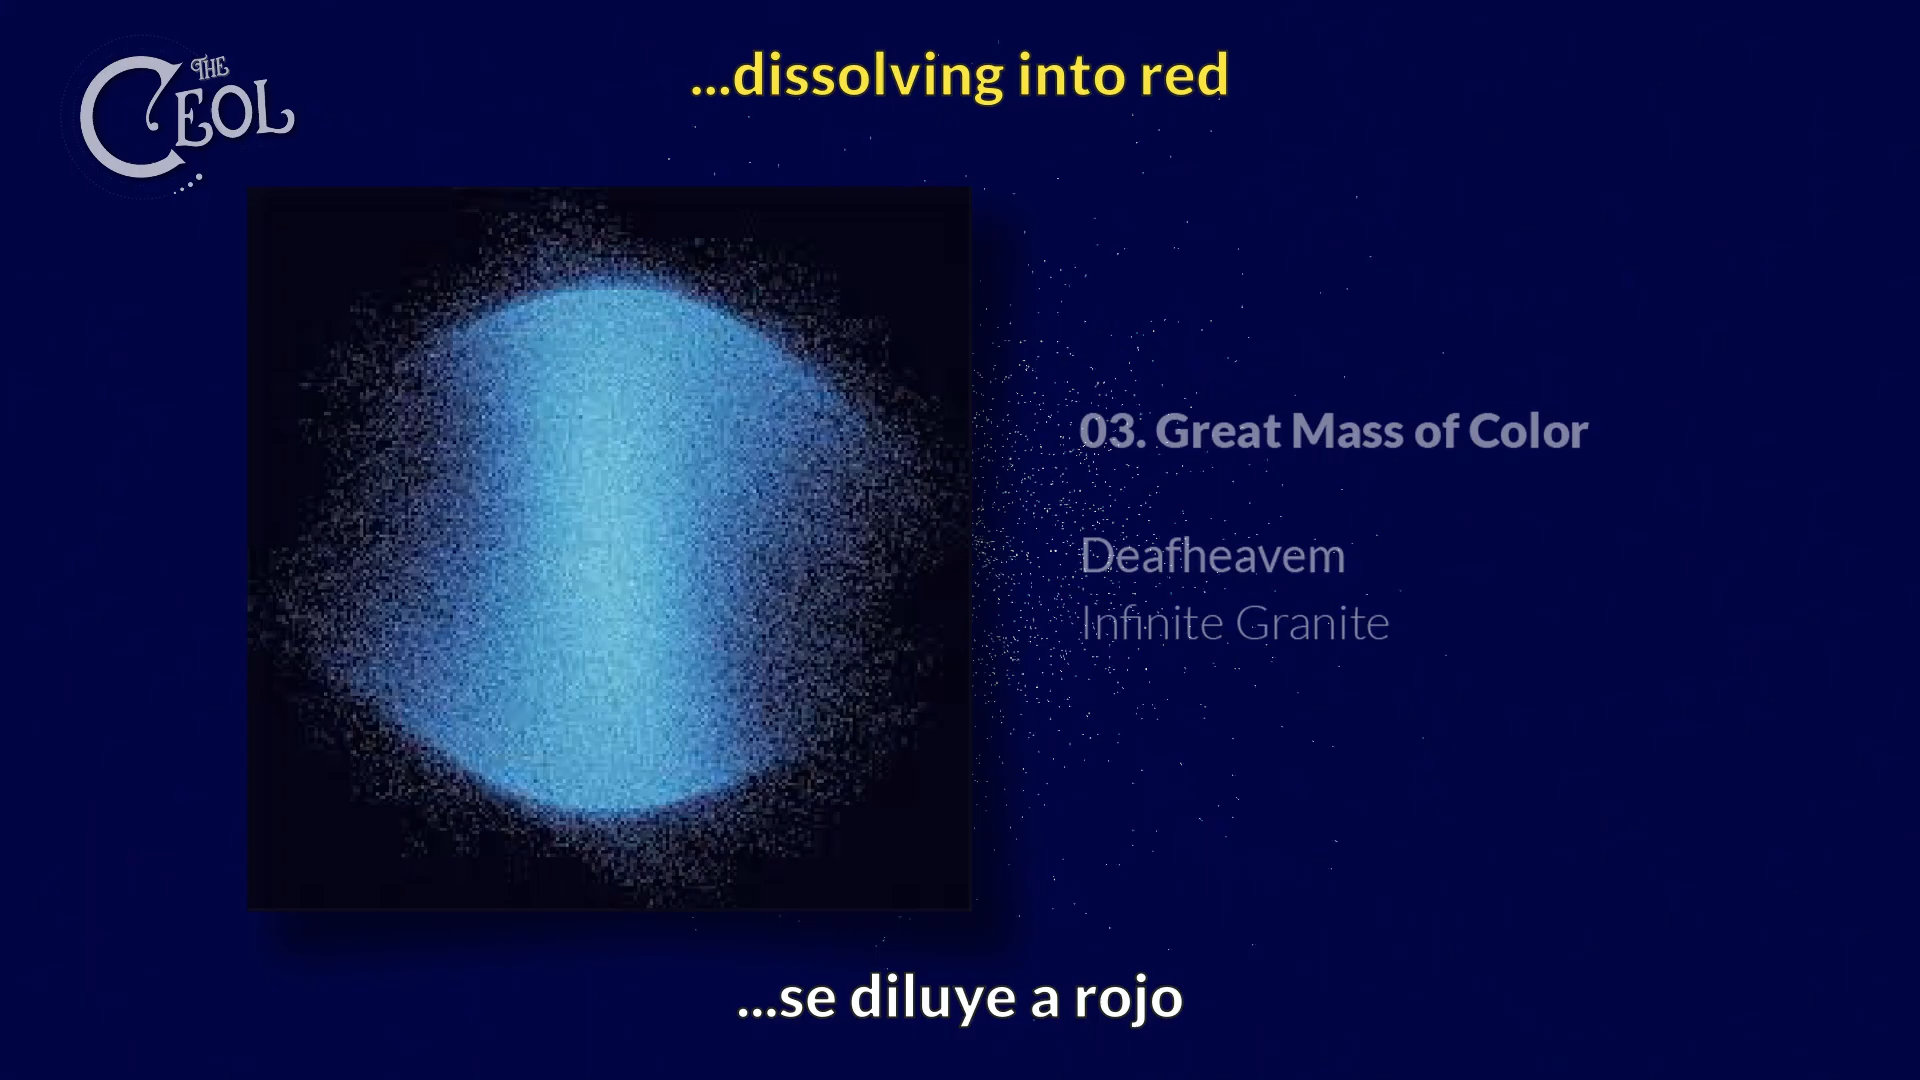 THE
CEOL
...dissolving into red
03. Great Mass of Color
Deafheavem
Infinite Granite
...se diluye a rojo